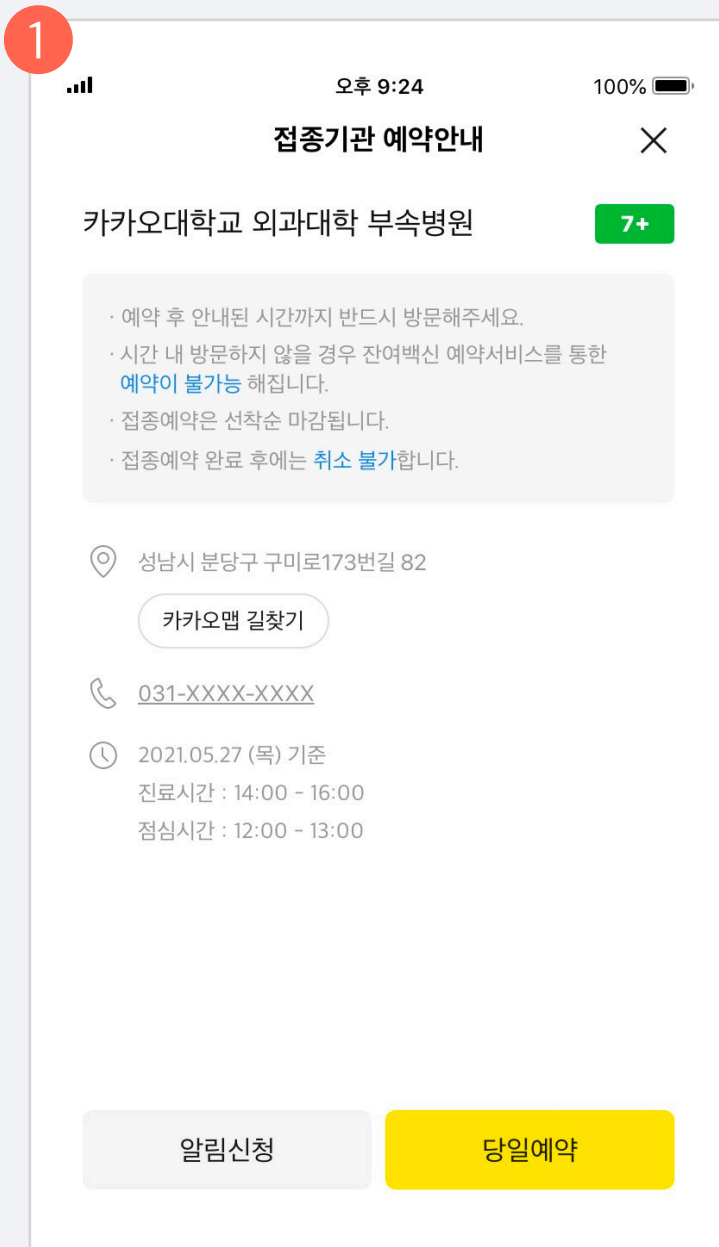 1
오후 9:24
100%
접종기관 예약안내
카카오대학교 외과대학 부속병원
7+
· 예약 후 안내된 시간까지 반드시 방문해주세요.
· 시간 내 방문하지 않을 경우 잔여백신 예약서비스를 통한
예약이 불가능 해집니다.
· 접종예약은 선착순 마감됩니다.
· 접종예약 완료 후에는 취소 불가합니다.
성남시 분당구 구미로173번길 82
카카오맵 길찾기
031-XXXX-XXXX
2021.05.27 (목) 기준
진료시간 : 14:00 - 16:00
점심시간 : 12:00 - 13:00
알림신청
당일예약